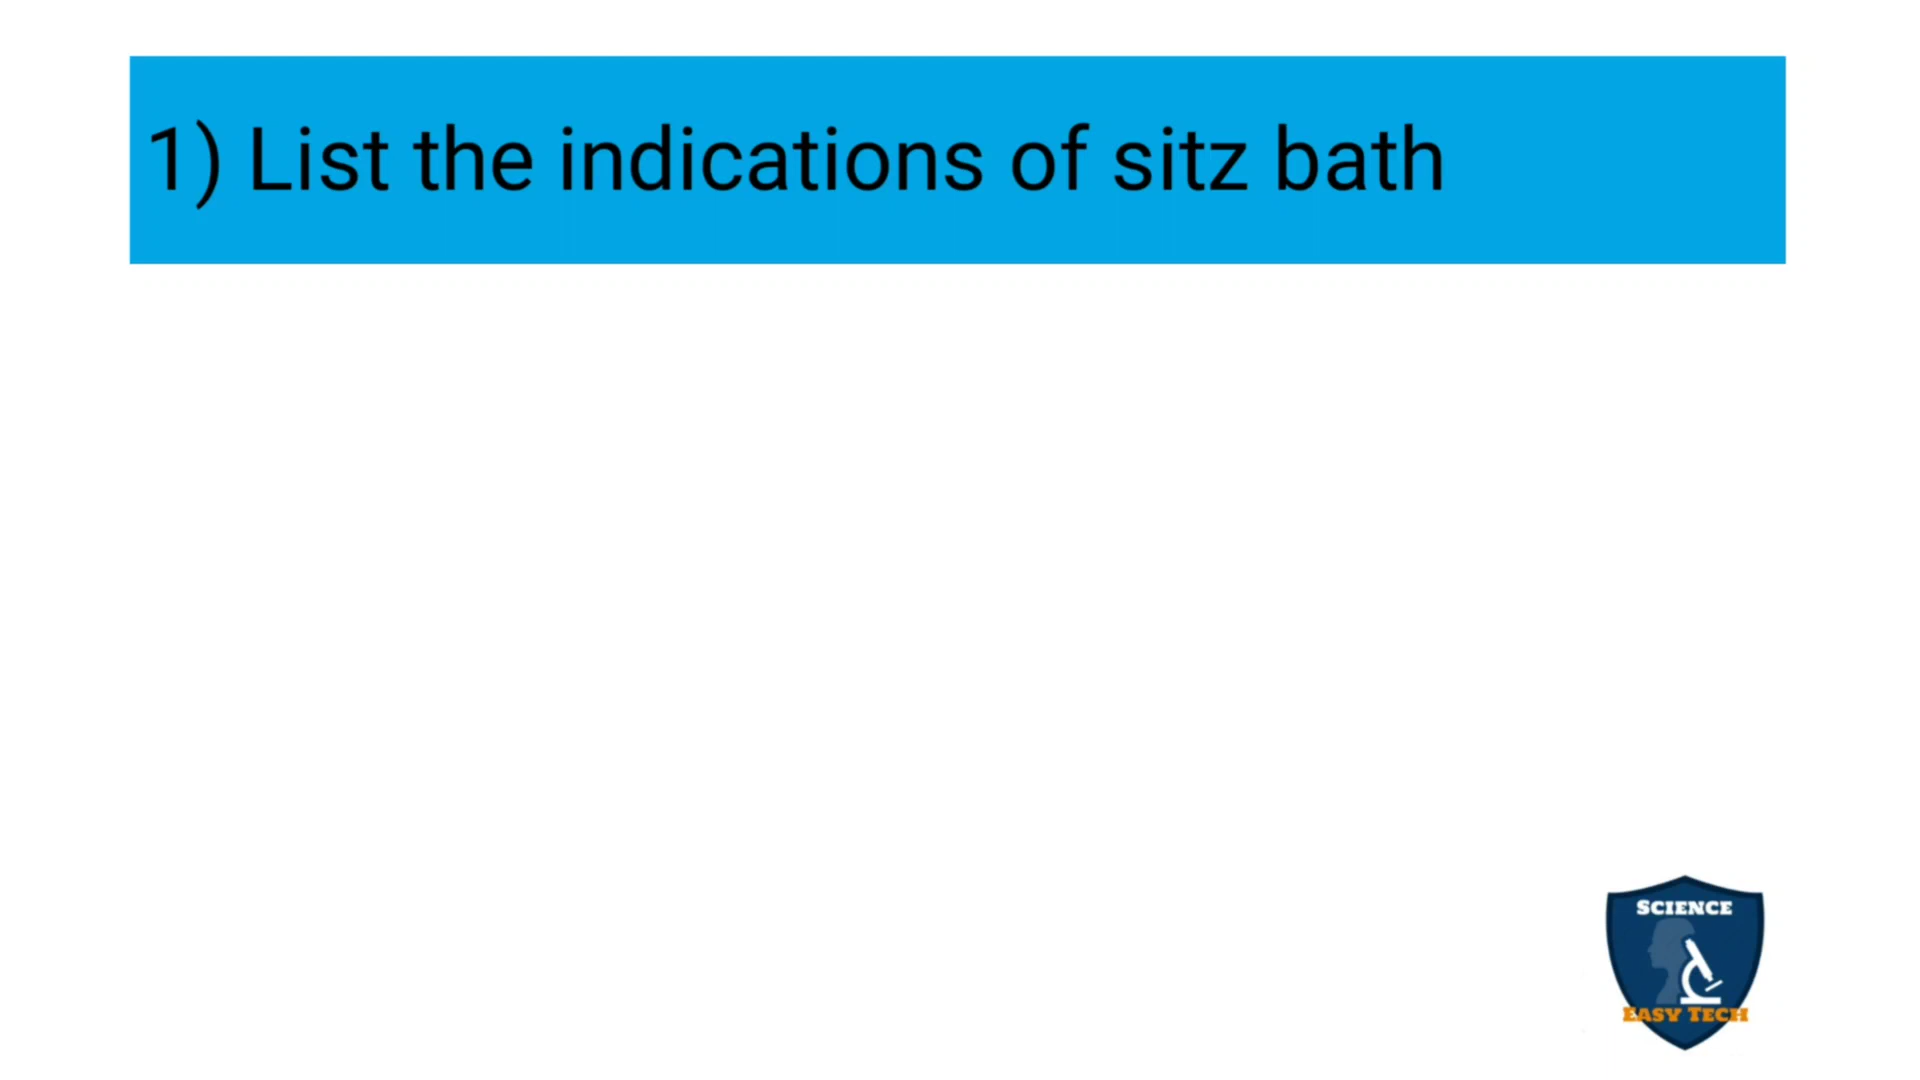 1) List the indications of sitz bath
SCIENCE
EASY TECH